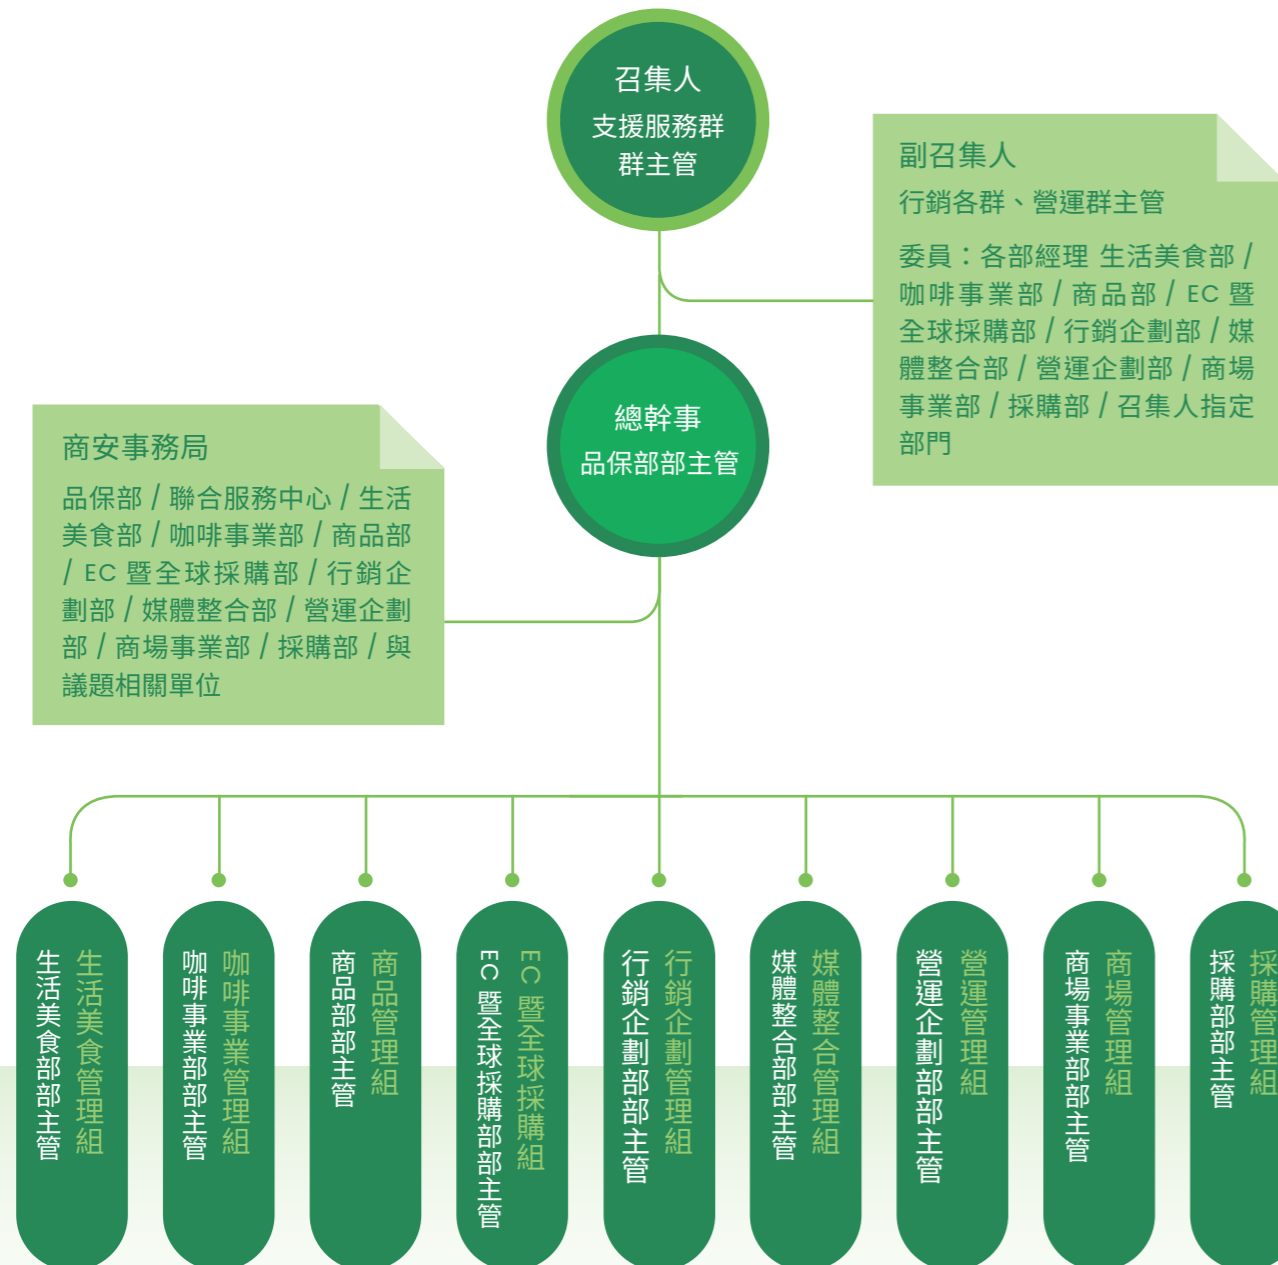 召集人
支援服務群
群主管
副召集人
行銷各群、營運群主管
委員：各部經理 生活美食部 /
咖啡事業部 / 商品部 / EC 暨
全球採購部 / 行銷企劃部 / 媒
體整合部 / 營運企劃部 / 商場
事業部 / 採購部 / 召集人指定
部門
總幹事
品保部部主管
商安事務局
品保部 / 聯合服務中心 / 生活
美食部 / 咖啡事業部 / 商品部
/ EC 暨全球採購部 / 行銷企
劃部 / 媒體整合部 / 營運企劃
部 / 商場事業部 / 採購部 / 與
議題相關單位
生活美食管理組
生活美食部部主管
咖啡事業管理組
咖啡事業部部主管
商品管理組
商品部部主管
EC 暨全球採購組
EC 暨全球採購部部主管
行銷企劃管理組
行銷企劃部部主管
媒體整合管理組
媒體整合部部主管
營運管理組
營運企劃部部主管
商場管理組
商場事業部部主管
採購管理組
採購部部主管